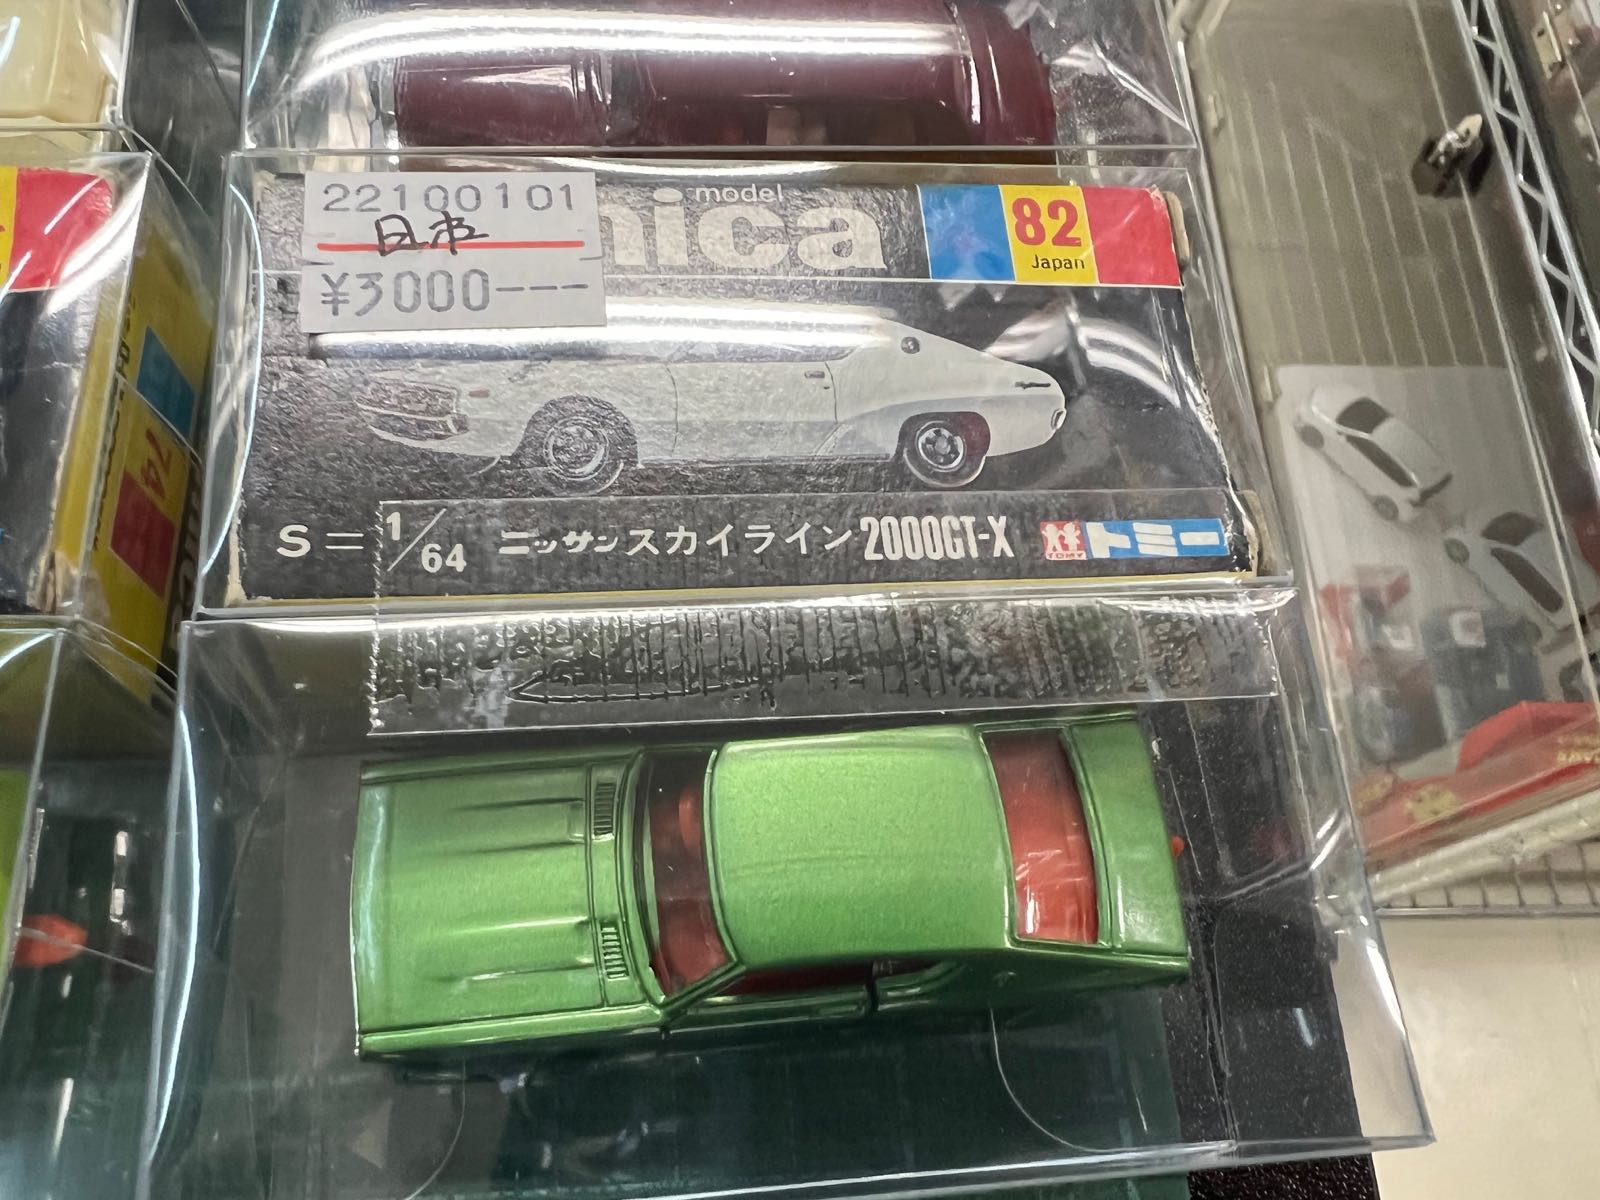 22100101
日本
¥3000---
model
nica
82
Japan
S=1/64 ニッサンスカイライン2000GT-X
TOMY
トミー
74